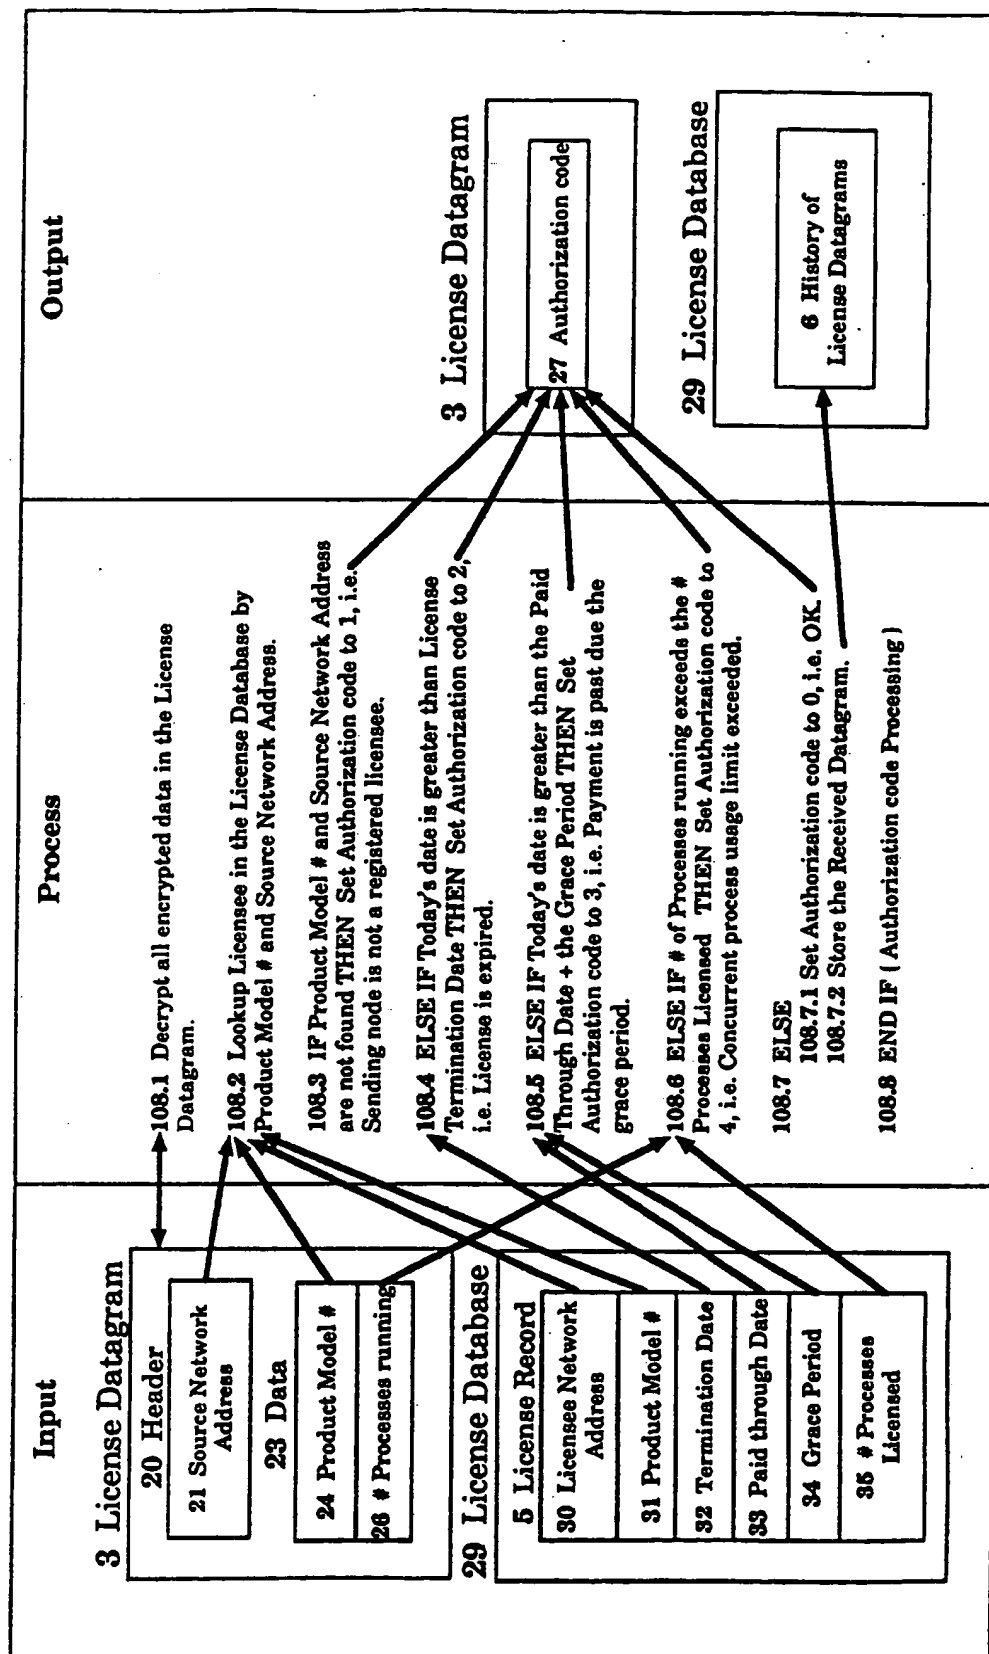 Input
3 License Datagram
20 Header
21 Source Network
Address
23 Data
24 Product Model #
26 # Processes running
29 License Database
5 License Record
30 Licensee Network
Address
31 Product Model #
32 Termination Date
33 Paid through Date
34 Grace Period
35 # Processes
Licensed
Process
108.1 Decrypt all encrypted data in the License
Datagram.
108.2 Lookup Licensee in the License Database by
Product Model # and Source Network Address.
108.3 IF Product Model # and Source Network Address
are not found THEN Set Authorization code to 1, i.e.
Sending node is not a registered licensee.
108.4 ELSE IF Today's date is greater than License
Termination Date THEN Set Authorization code to 2,
i.e. License is expired.
108.5 ELSE IF Today's date is greater than the Paid
Through Date + the Grace Period THEN Set
Authorization code to 3, i.e. Payment is past due the
grace period.
108.6 ELSE IF # of Processes running exceeds the #
Processes Licensed THEN Set Authorization code to
4, i.e. Concurrent process usage limit exceeded.
108.7 ELSE
108.7.1 Set Authorization code to 0, i.e. OK.
108.7.2 Store the Received Datagram.
108.8 END IF ( Authorization code Processing )
Output
3 License Datagram
27 Authorization code
29 License Database
6 History of
License Datagrams